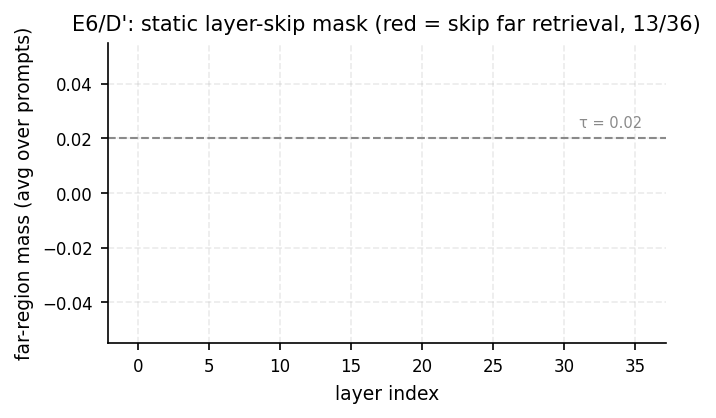 E6/D': static layer-skip mask (red = skip far retrieval, 13/36)
far-region mass (avg over prompts)
0.04
0.02
0.00
−0.02
−0.04
τ = 0.02
0 5 10 15 20 25 30 35
layer index